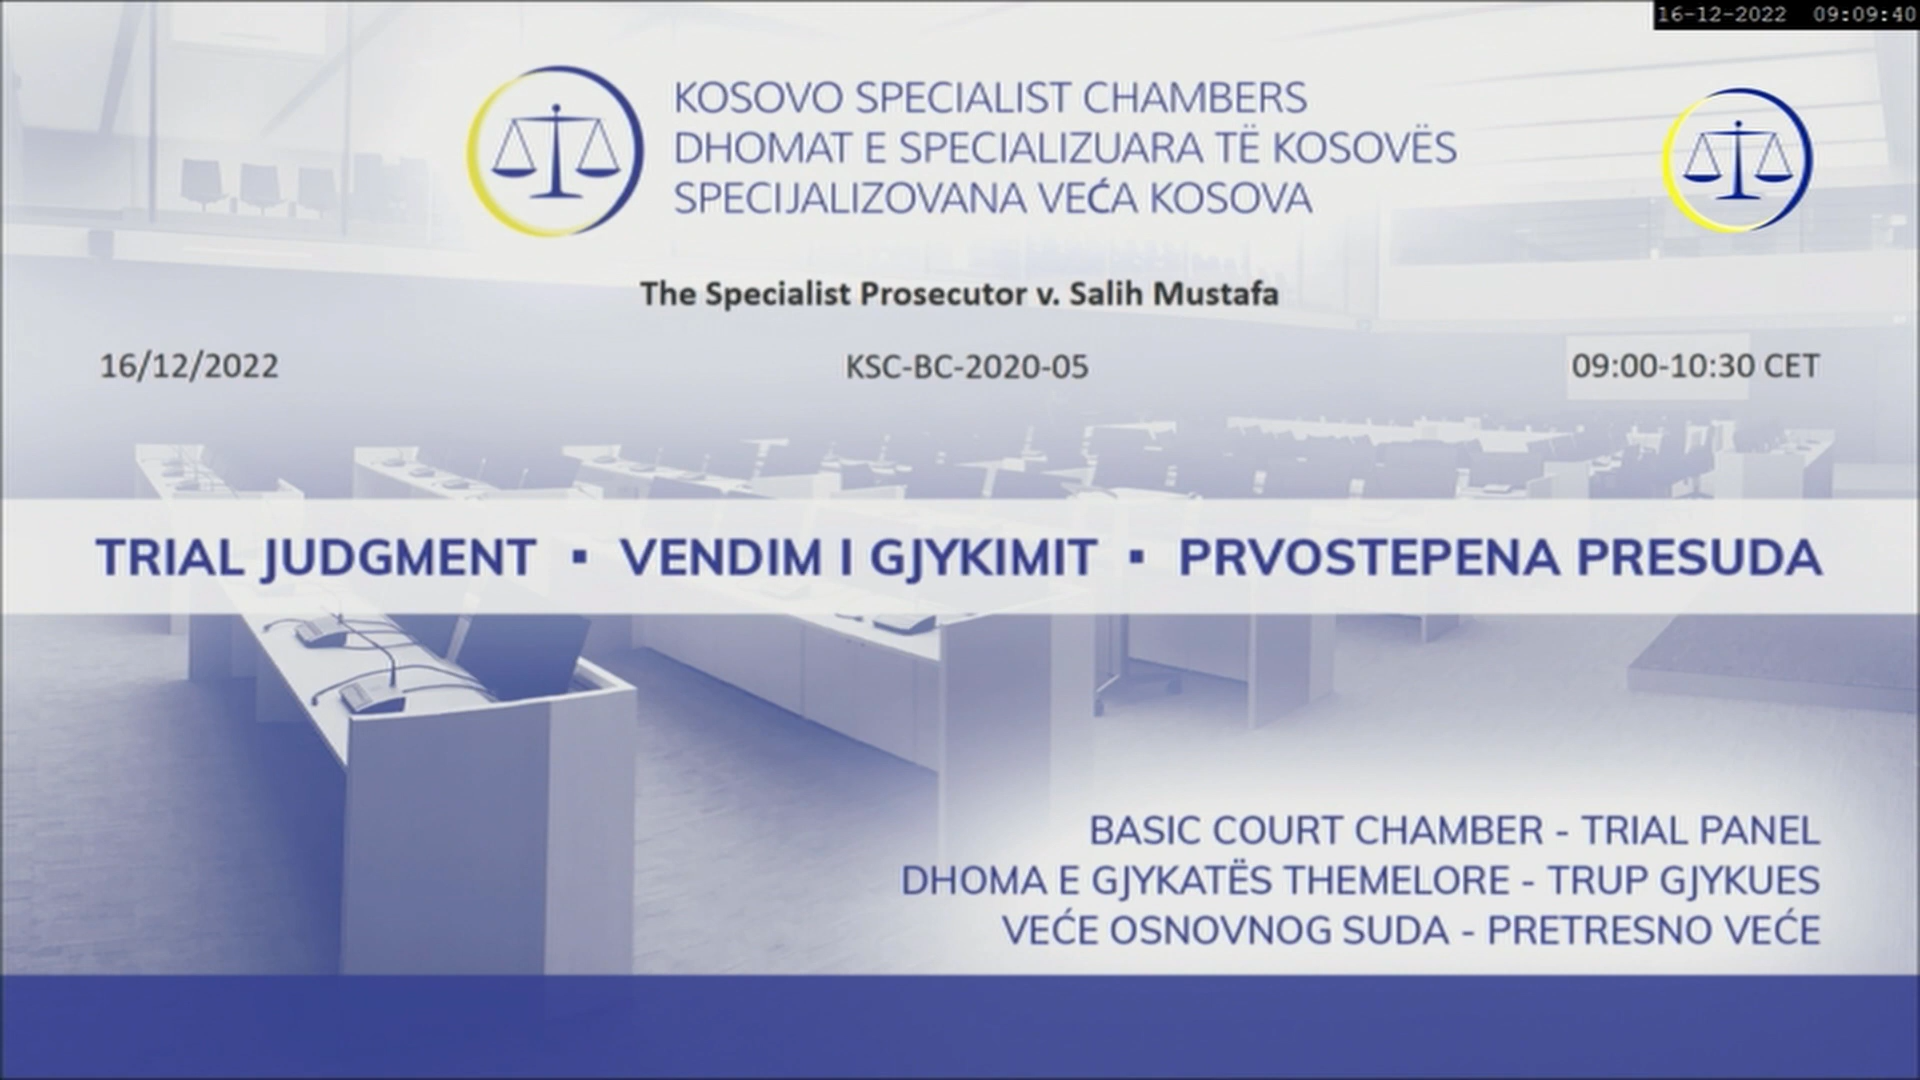 16-12-2022 09:09:40
KOSOVO SPECIALIST CHAMBERS
DHOMAT E SPECIALIZUARA TË KOSOVËS
SPECIJALIZOVANA VEĆA KOSOVA
The Specialist Prosecutor v. Salih Mustafa
16/12/2022 KSC-BC-2020-05 09:00-10:30 CET
TRIAL JUDGMENT ▪ VENDIM I GJYKIMIT ▪ PRVOSTEPENA PRESUDA
BASIC COURT CHAMBER - TRIAL PANEL
DHOMA E GJYKATËS THEMELORE - TRUP GJYKUES
VEĆE OSNOVNOG SUDA - PRETRESNO VEĆE